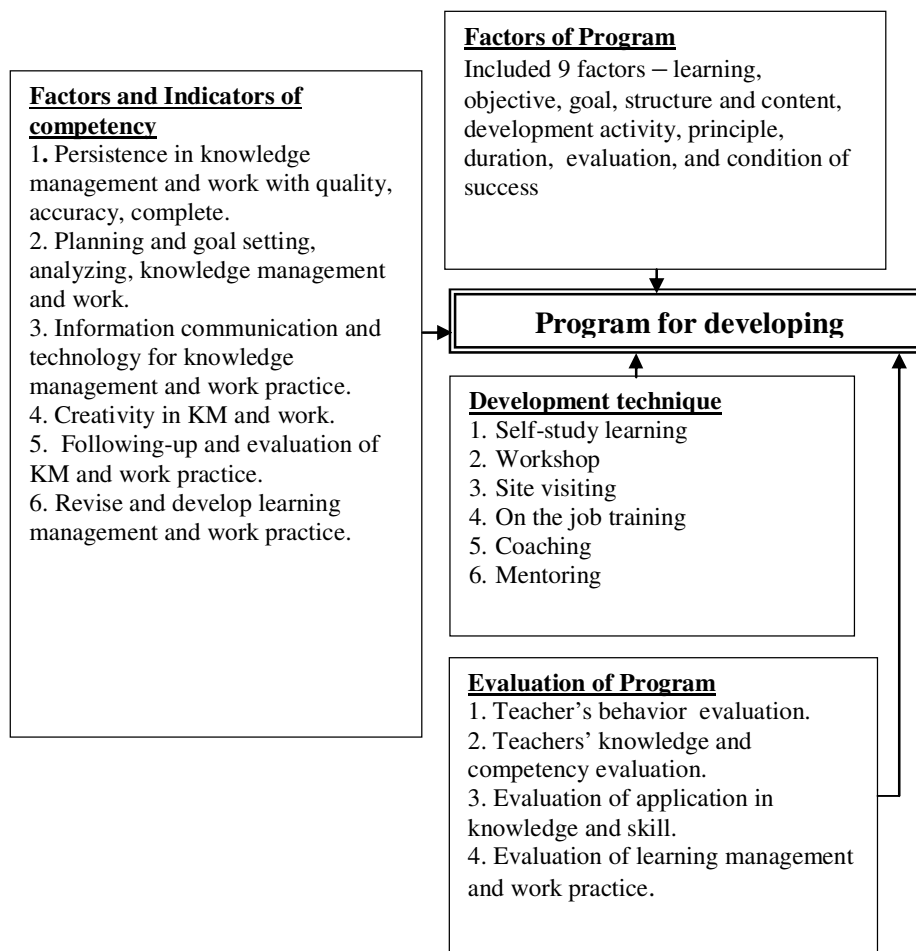 Factors and Indicators of
competency
1. Persistence in knowledge
management and work with quality,
accuracy, complete.
2. Planning and goal setting,
analyzing, knowledge management
and work.
3. Information communication and
technology for knowledge
management and work practice.
4. Creativity in KM and work.
5. Following-up and evaluation of
KM and work practice.
6. Revise and develop learning
management and work practice.
Factors of Program
Included 9 factors – learning,
objective, goal, structure and content,
development activity, principle,
duration, evaluation, and condition of
success
Program for developing
Development technique
1. Self-study learning
2. Workshop
3. Site visiting
4. On the job training
5. Coaching
6. Mentoring
Evaluation of Program
1. Teacher’s behavior evaluation.
2. Teachers’ knowledge and
competency evaluation.
3. Evaluation of application in
knowledge and skill.
4. Evaluation of learning management
and work practice.